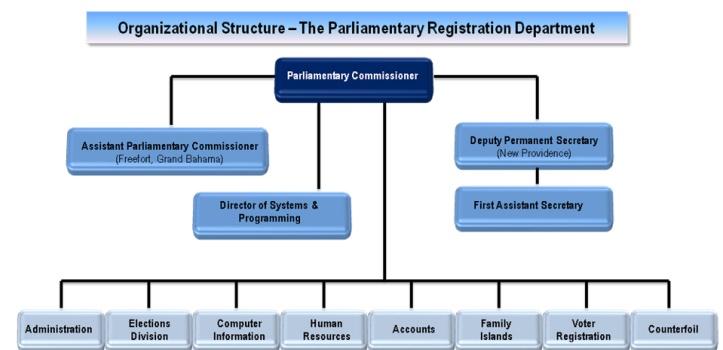 Organizational Structure – The Parliamentary Registration Department
Parliamentary Commissioner
Assistant Parliamentary Commissioner
(Freefort, Grand Bahama)
Deputy Permanent Secretary
(New Providence)
Director of Systems &
Programming
First Assistant Secretary
Administration
Elections
Division
Computer
Information
Human
Resources
Accounts
Family
Islands
Voter
Registration
Counterfoil